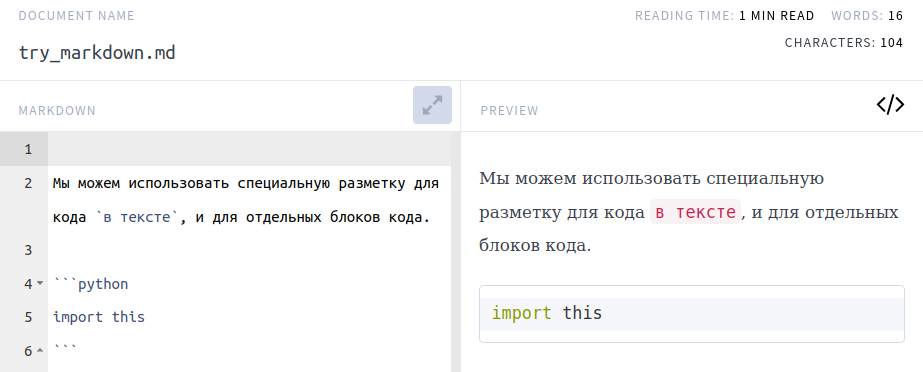 DOCUMENT NAME
READING TIME: 1 MIN READ WORDS: 16
try_markdown.md
CHARACTERS: 104
MARKDOWN
PREVIEW
</>
1
2 Мы можем использовать специальную разметку для
кода `в тексте`, и для отдельных блоков кода.
3
4 ```python
5 import this
6 ```
Мы можем использовать специальную
разметку для кода в тексте, и для отдельных
блоков кода.
import this